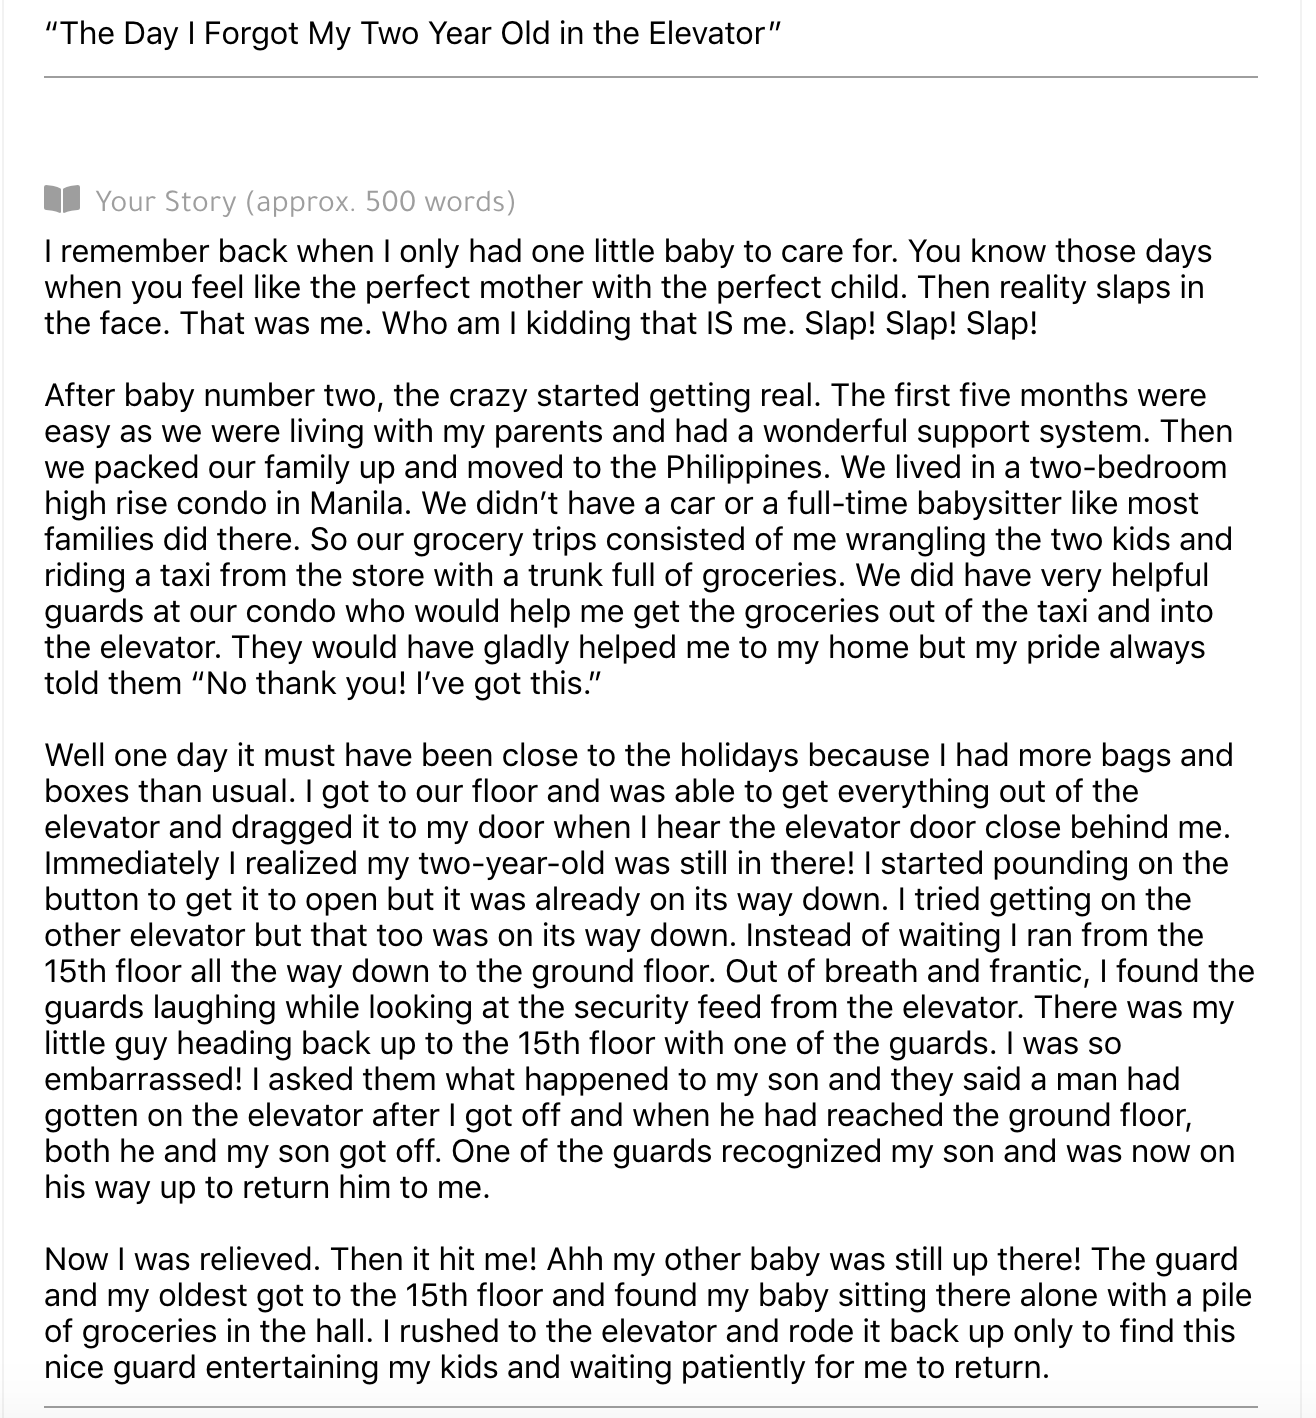 “The Day I Forgot My Two Year Old in the Elevator”
Your Story (approx. 500 words)
I remember back when I only had one little baby to care for. You know those days
when you feel like the perfect mother with the perfect child. Then reality slaps in
the face. That was me. Who am I kidding that IS me. Slap! Slap! Slap!
After baby number two, the crazy started getting real. The first five months were
easy as we were living with my parents and had a wonderful support system. Then
we packed our family up and moved to the Philippines. We lived in a two-bedroom
high rise condo in Manila. We didn’t have a car or a full-time babysitter like most
families did there. So our grocery trips consisted of me wrangling the two kids and
riding a taxi from the store with a trunk full of groceries. We did have very helpful
guards at our condo who would help me get the groceries out of the taxi and into
the elevator. They would have gladly helped me to my home but my pride always
told them “No thank you! I’ve got this.”
Well one day it must have been close to the holidays because I had more bags and
boxes than usual. I got to our floor and was able to get everything out of the
elevator and dragged it to my door when I hear the elevator door close behind me.
Immediately I realized my two-year-old was still in there! I started pounding on the
button to get it to open but it was already on its way down. I tried getting on the
other elevator but that too was on its way down. Instead of waiting I ran from the
15th floor all the way down to the ground floor. Out of breath and frantic, I found the
guards laughing while looking at the security feed from the elevator. There was my
little guy heading back up to the 15th floor with one of the guards. I was so
embarrassed! I asked them what happened to my son and they said a man had
gotten on the elevator after I got off and when he had reached the ground floor,
both he and my son got off. One of the guards recognized my son and was now on
his way up to return him to me.
Now I was relieved. Then it hit me! Ahh my other baby was still up there! The guard
and my oldest got to the 15th floor and found my baby sitting there alone with a pile
of groceries in the hall. I rushed to the elevator and rode it back up only to find this
nice guard entertaining my kids and waiting patiently for me to return.